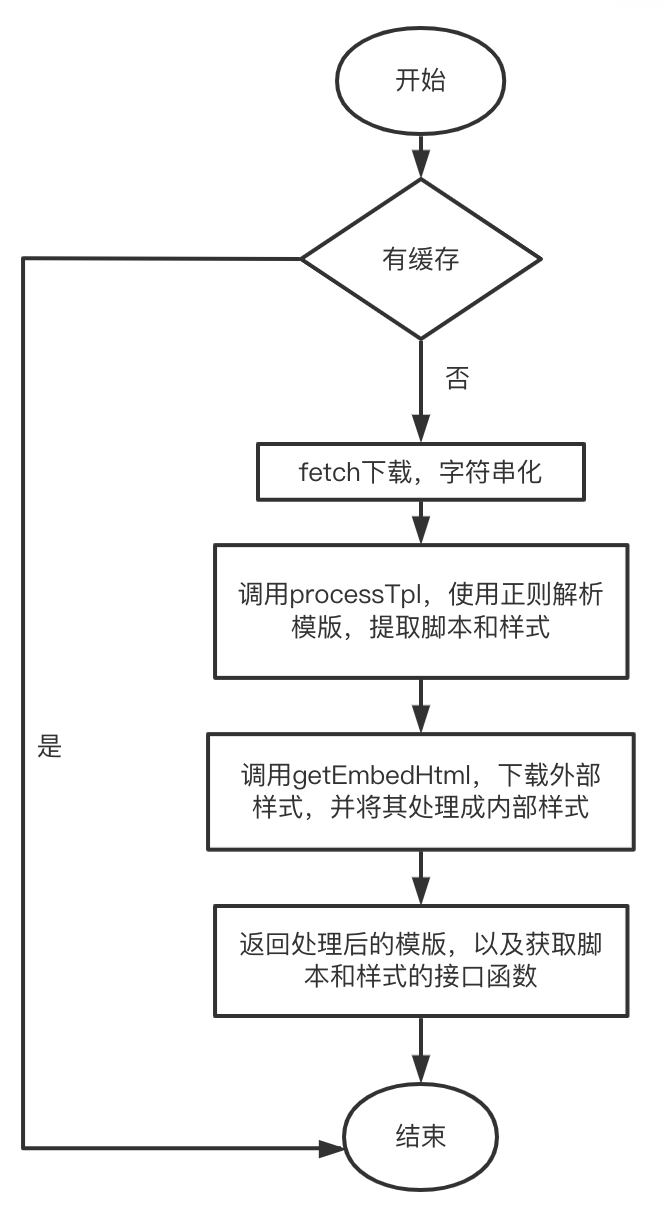 开始
有缓存
否
fetch下载，字符串化
调用processTpl，使用正则解析
模版，提取脚本和样式
是
调用getEmbedHtml，下载外部
样式，并将其处理成内部样式
返回处理后的模版，以及获取脚
本和样式的接口函数
结束